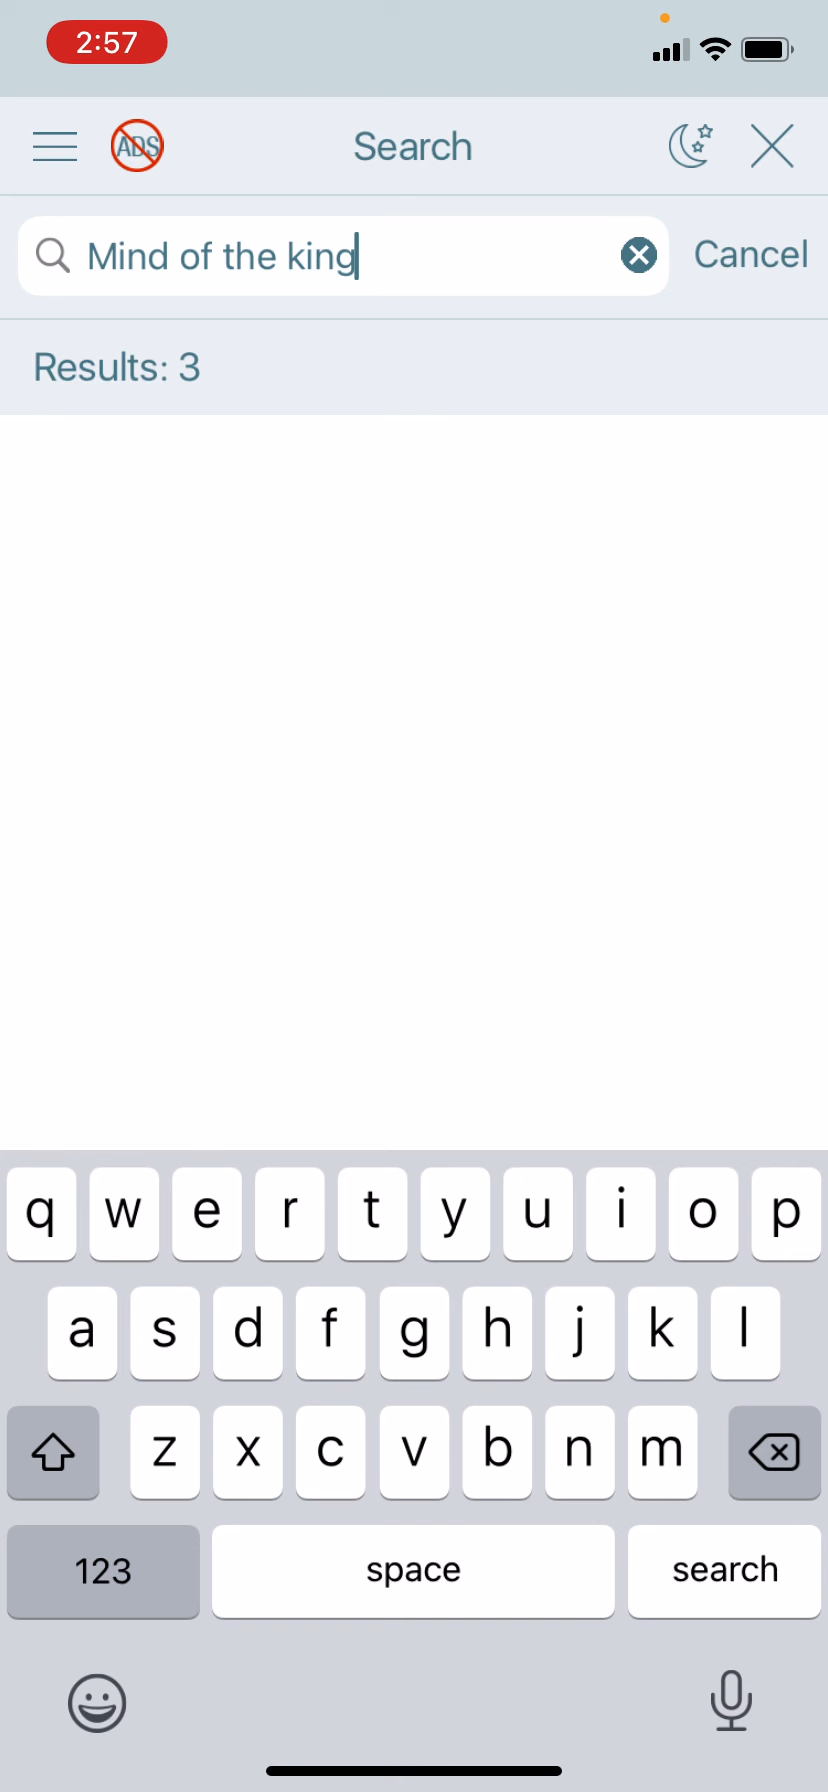 2:57
ADS
Search
Mind of the king
Cancel
Results: 3
q w e r t y u i o p
a s d f g h j k l
z x c v b n m
123 space search